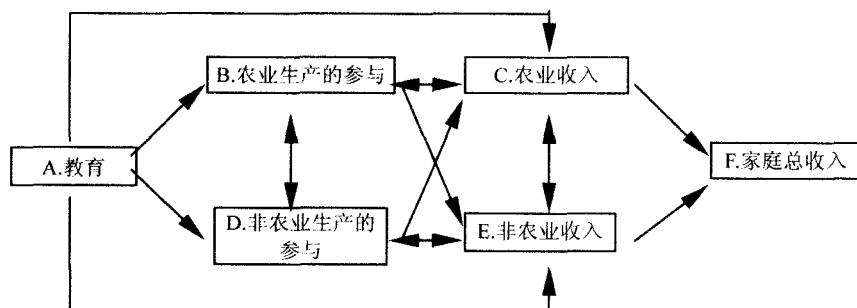 B.农业生产的参与
C.农业收入
A.教育
F.家庭总收入
D.非农业生产的
参与
E.非农业收入